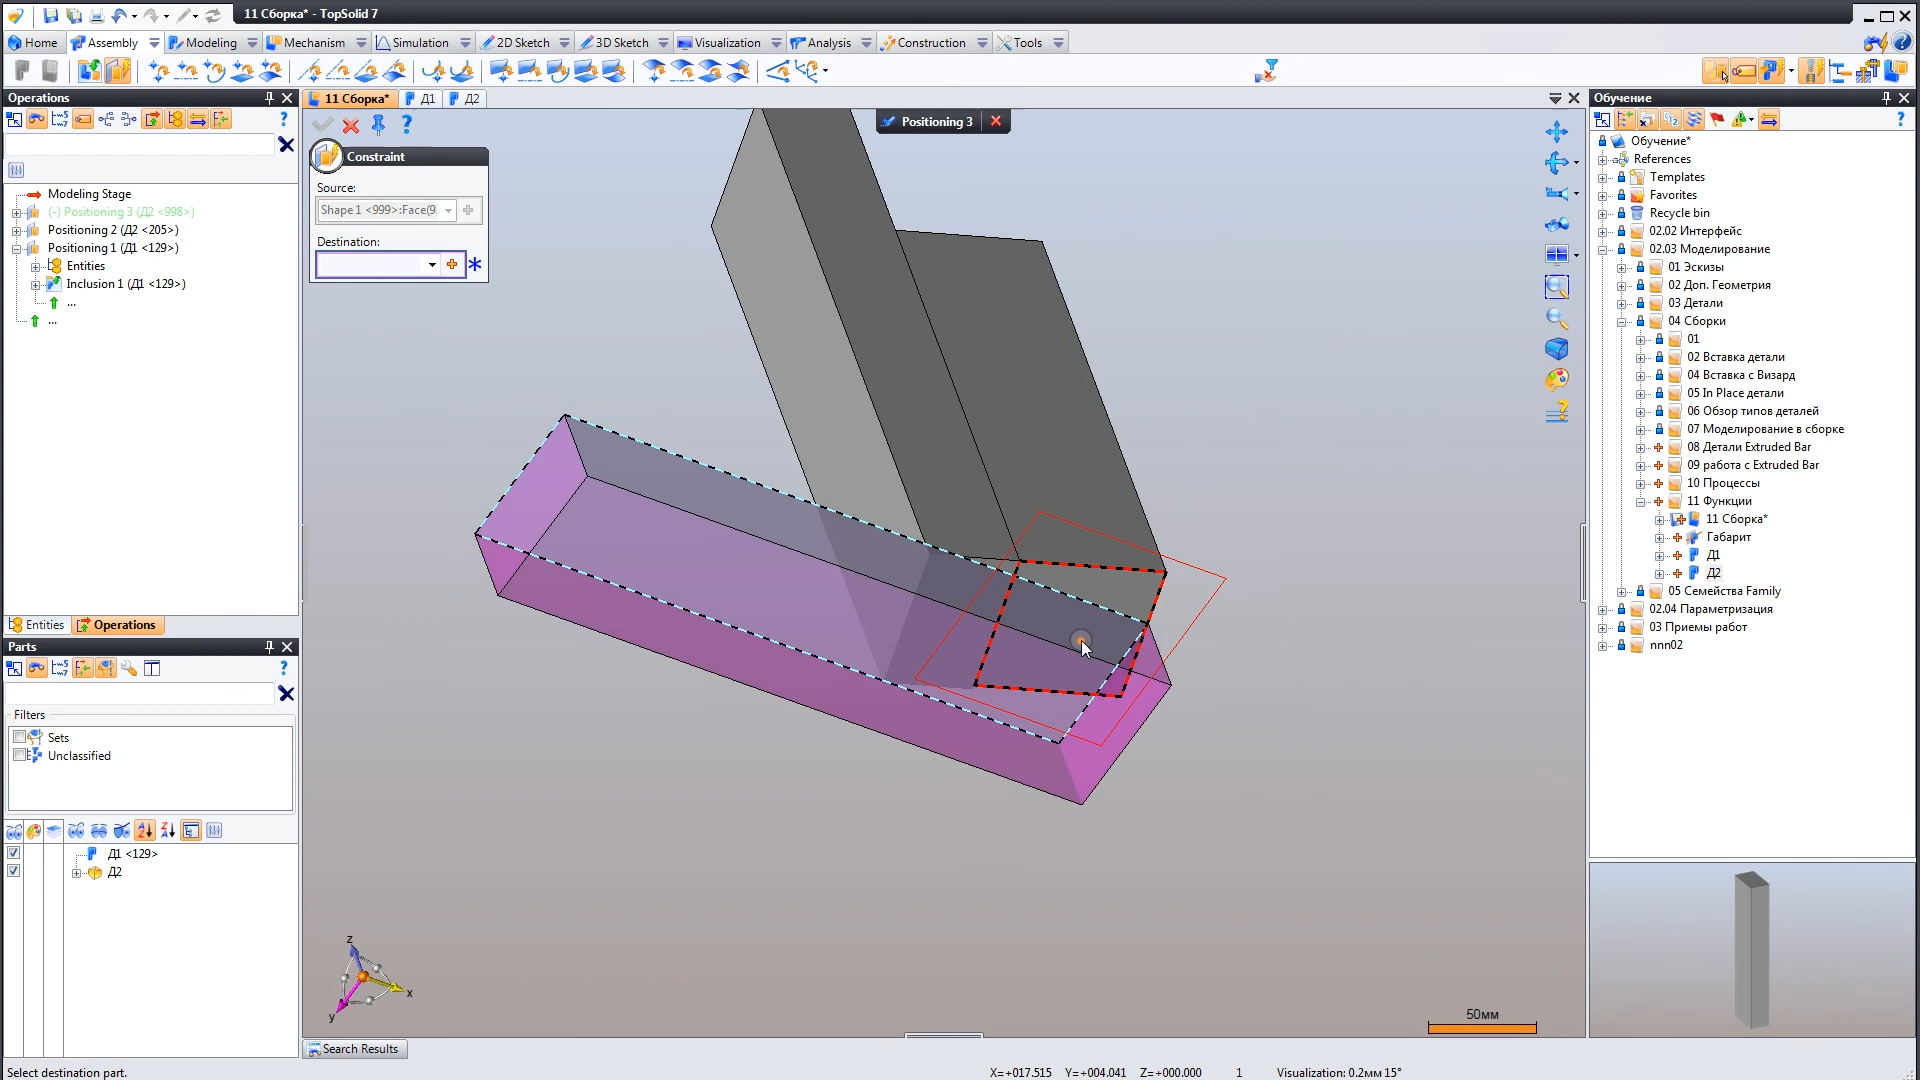 11 Сборка* - TopSolid 7
Home
Assembly
Modeling
Mechanism
Simulation
2D Sketch
3D Sketch
Visualization
Analysis
Construction
Tools
Operations
Modeling Stage
(-) Positioning 3 (Д2 <998>)
Positioning 2 (Д2 <205>)
Positioning 1 (Д1 <129>)
Entities
Inclusion 1 (Д1 <129>)
...
...
Entities
Operations
Parts
Filters
Sets
Unclassified
Д1 <129>
Д2
11 Сборка*
Д1
Д2
Positioning 3
Constraint
Source:
Shape 1 <999>:Face(9
Destination:
z
x
y
50мм
Search Results
Обучение
Обучение*
References
Templates
Favorites
Recycle bin
02.02 Интерфейс
02.03 Моделирование
01 Эскизы
02 Доп. Геометрия
03 Детали
04 Сборки
01
02 Вставка детали
04 Вставка с Визард
05 In Place детали
06 Обзор типов деталей
07 Моделирование в сборке
08 Детали Extruded Bar
09 работа с Extruded Bar
10 Процессы
11 Функции
11 Сборка*
Габарит
Д1
Д2
05 Семейства Family
02.04 Параметризация
03 Приемы работ
nnn02
Select destination part.
X=+017.515 Y=+004.041 Z=+000.000 1 Visualization: 0.2мм 15°